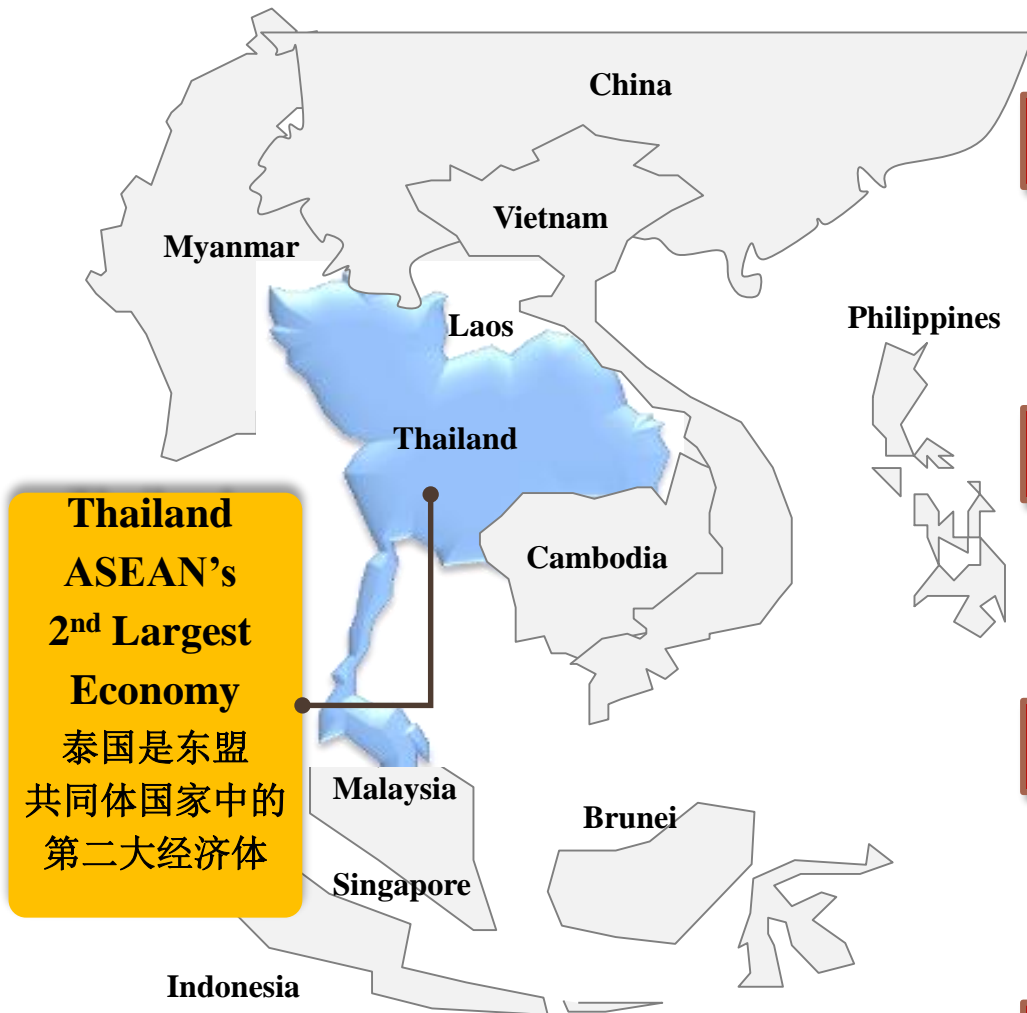 China
Vietnam
Myanmar
Laos
Philippines
Thailand
Thailand
ASEAN’s
2nd Largest
Economy
泰国是东盟
共同体国家中的
第二大经济体
Cambodia
Malaysia
Brunei
Singapore
Indonesia